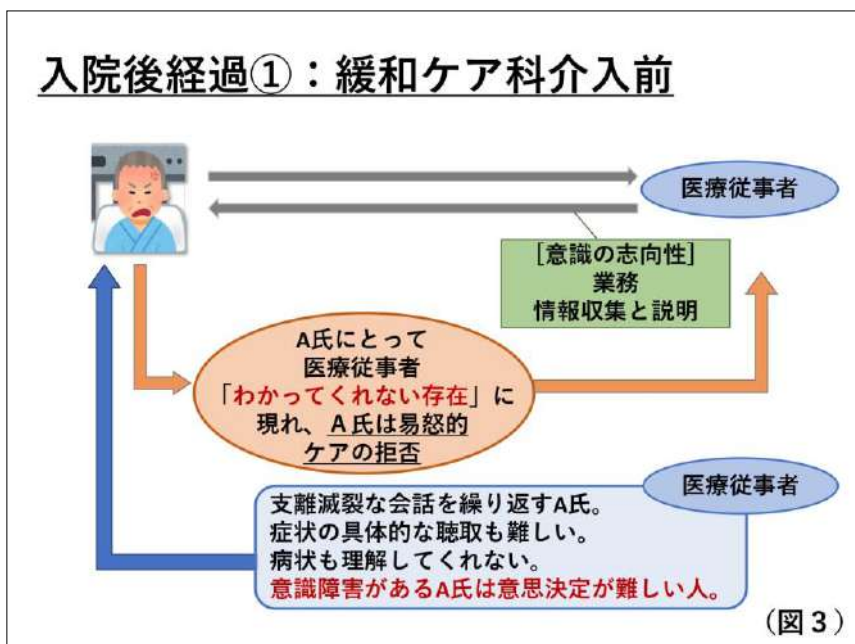 入院後経過①：緩和ケア科介入前
医療従事者
[意識の志向性]
業務
情報収集と説明
A氏にとって
医療従事者
「わかってくれない存在」に
現れ、A氏は易怒的
ケアの拒否
医療従事者
支離滅裂な会話を繰り返すA氏。
症状の具体的な聴取も難しい。
病状も理解してくれない。
意識障害があるA氏は意思決定が難しい人。
（図３）